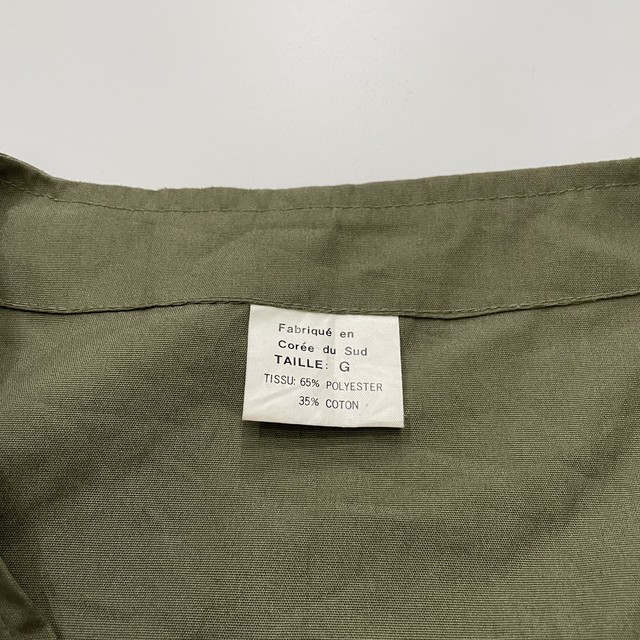 Fabriqué en
Corée du Sud
TAILLE: G
TISSU: 65% POLYESTER
35% COTON